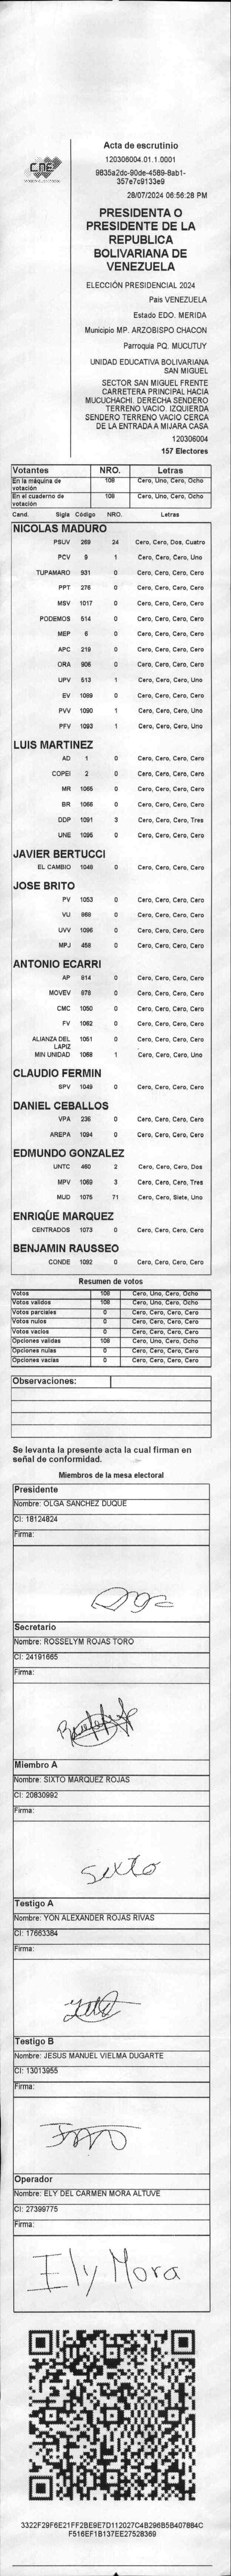 CNE
Acta de escrutinio
120306004.01.1.0001
9835a2dc-90de-4589-8ab1-
357e7c9133e9
28/07/2024 06:56:28 PM
PRESIDENTA O
PRESIDENTE DE LA
REPUBLICA
BOLIVARIANA DE
VENEZUELA
ELECCIÓN PRESIDENCIAL 2024
Pais VENEZUELA
Estado EDO. MERIDA
Municipio MP. ARZOBISPO CHACON
Parroquia PQ. MUCUTUY
UNIDAD EDUCATIVA BOLIVARIANA
SAN MIGUEL
SECTOR SAN MIGUEL FRENTE
CARRETERA PRINCIPAL HACIA
MUCUCHACHI. DERECHA SENDERO
TERRENO VACIO. IZQUIERDA
SENDERO TERRENO VACIO CERCA
DE LA ENTRADA A MIJARA CASA
120306004
157 Electores
Votantes NRO. Letras
En la máquina de votación 108 Cero, Uno, Cero, Ocho
En el cuaderno de votación 108 Cero, Uno, Cero, Ocho
Cand. Sigla Código NRO. Letras
NICOLAS MADURO
PSUV 269 24 Cero, Cero, Dos, Cuatro
PCV 9 1 Cero, Cero, Cero, Uno
TUPAMARO 931 0 Cero, Cero, Cero, Cero
PPT 276 0 Cero, Cero, Cero, Cero
MSV 1017 0 Cero, Cero, Cero, Cero
PODEMOS 514 0 Cero, Cero, Cero, Cero
MEP 6 0 Cero, Cero, Cero, Cero
APC 219 0 Cero, Cero, Cero, Cero
ORA 906 0 Cero, Cero, Cero, Cero
UPV 513 1 Cero, Cero, Cero, Uno
EV 1089 0 Cero, Cero, Cero, Cero
PVV 1090 1 Cero, Cero, Cero, Uno
PFV 1093 1 Cero, Cero, Cero, Uno
LUIS MARTINEZ
AD 1 0 Cero, Cero, Cero, Cero
COPEI 2 0 Cero, Cero, Cero, Cero
MR 1065 0 Cero, Cero, Cero, Cero
BR 1066 0 Cero, Cero, Cero, Cero
DDP 1091 3 Cero, Cero, Cero, Tres
UNE 1095 0 Cero, Cero, Cero, Cero
JAVIER BERTUCCI
EL CAMBIO 1048 0 Cero, Cero, Cero, Cero
JOSE BRITO
PV 1053 0 Cero, Cero, Cero, Cero
VU 968 0 Cero, Cero, Cero, Cero
UVV 1096 0 Cero, Cero, Cero, Cero
MPJ 458 0 Cero, Cero, Cero, Cero
ANTONIO ECARRI
AP 914 0 Cero, Cero, Cero, Cero
MOVEV 878 0 Cero, Cero, Cero, Cero
CMC 1050 0 Cero, Cero, Cero, Cero
FV 1062 0 Cero, Cero, Cero, Cero
ALIANZA DEL LAPIZ 1051 0 Cero, Cero, Cero, Cero
MIN UNIDAD 1068 1 Cero, Cero, Cero, Uno
CLAUDIO FERMIN
SPV 1049 0 Cero, Cero, Cero, Cero
DANIEL CEBALLOS
VPA 236 0 Cero, Cero, Cero, Cero
AREPA 1094 0 Cero, Cero, Cero, Cero
EDMUNDO GONZALEZ
UNTC 460 2 Cero, Cero, Cero, Dos
MPV 1069 3 Cero, Cero, Cero, Tres
MUD 1075 71 Cero, Cero, Siete, Uno
ENRIQUE MARQUEZ
CENTRADOS 1073 0 Cero, Cero, Cero, Cero
BENJAMIN RAUSSEO
CONDE 1092 0 Cero, Cero, Cero, Cero
Resumen de votos
Votos 108 Cero, Uno, Cero, Ocho
Votos validos 108 Cero, Uno, Cero, Ocho
Votos parciales 0 Cero, Cero, Cero, Cero
Votos nulos 0 Cero, Cero, Cero, Cero
Votos vacios 0 Cero, Cero, Cero, Cero
Opciones validas 108 Cero, Uno, Cero, Ocho
Opciones nulas 0 Cero, Cero, Cero, Cero
Opciones vacias 0 Cero, Cero, Cero, Cero
Observaciones:
Se levanta la presente acta la cual firman en
señal de conformidad.
Miembros de la mesa electoral
Presidente
Nombre: OLGA SANCHEZ DUQUE
CI: 18124824
Firma:
Secretario
Nombre: ROSSELYM ROJAS TORO
CI: 24191665
Firma:
Miembro A
Nombre: SIXTO MARQUEZ ROJAS
CI: 20830992
Firma:
Sixto
Testigo A
Nombre: YON ALEXANDER ROJAS RIVAS
CI: 17663384
Firma:
Testigo B
Nombre: JESUS MANUEL VIELMA DUGARTE
CI: 13013955
Firma:
Operador
Nombre: ELY DEL CARMEN MORA ALTUVE
CI: 27399775
Firma:
Ely Mora
3322F29F6E21FF2BE9E7D112027C4B296B5B407884C
F516EF1B137EE27528369